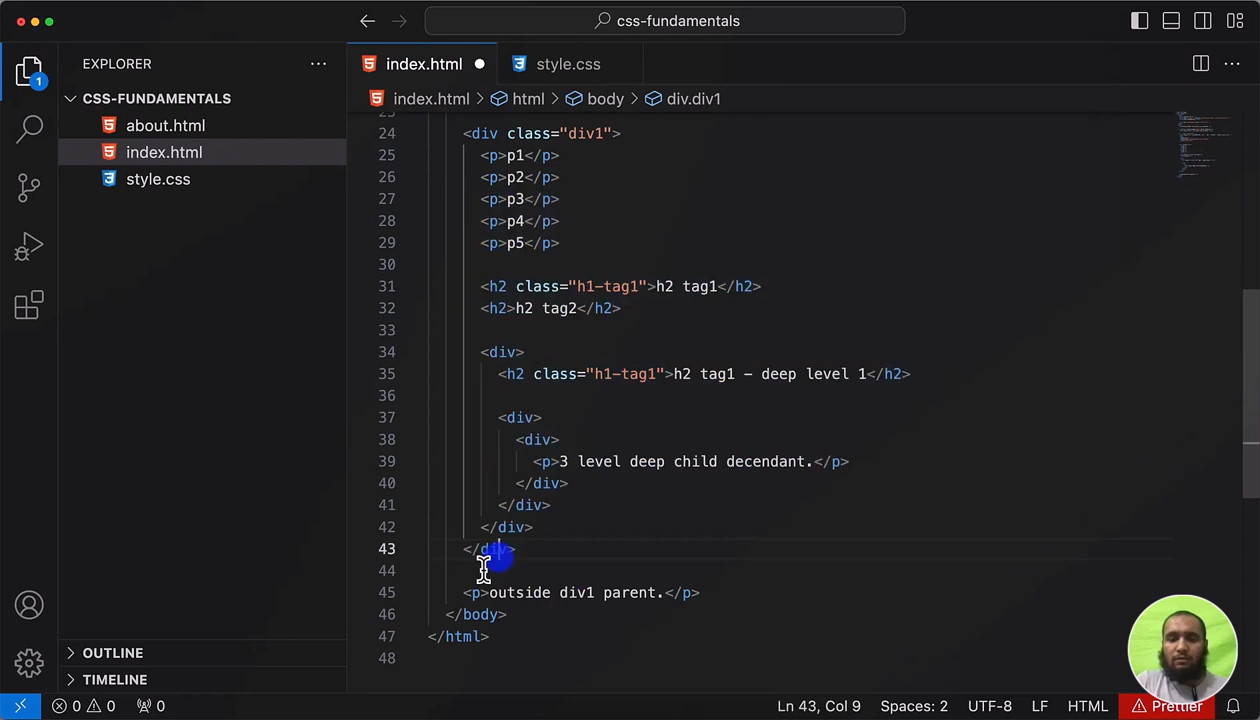 css-fundamentals
EXPLORER
index.html
style.css
CSS-FUNDAMENTALS
index.html > html > body > div.div1
about.html
index.html
style.css
24 <div class="div1">
25 <p>p1</p>
26 <p>p2</p>
27 <p>p3</p>
28 <p>p4</p>
29 <p>p5</p>
30
31 <h2 class="h1-tag1">h2 tag1</h2>
32 <h2>h2 tag2</h2>
33
34 <div>
35 <h2 class="h1-tag1">h2 tag1 - deep level 1</h2>
36
37 <div>
38 <div>
39 <p>3 level deep child decendant.</p>
40 </div>
41 </div>
42 </div>
43 </div>
44
45 <p>outside div1 parent.</p>
46 </body>
47 </html>
48
1
OUTLINE
TIMELINE
0 0 0
Ln 43, Col 9
Spaces: 2
UTF-8
LF
HTML
Prettier